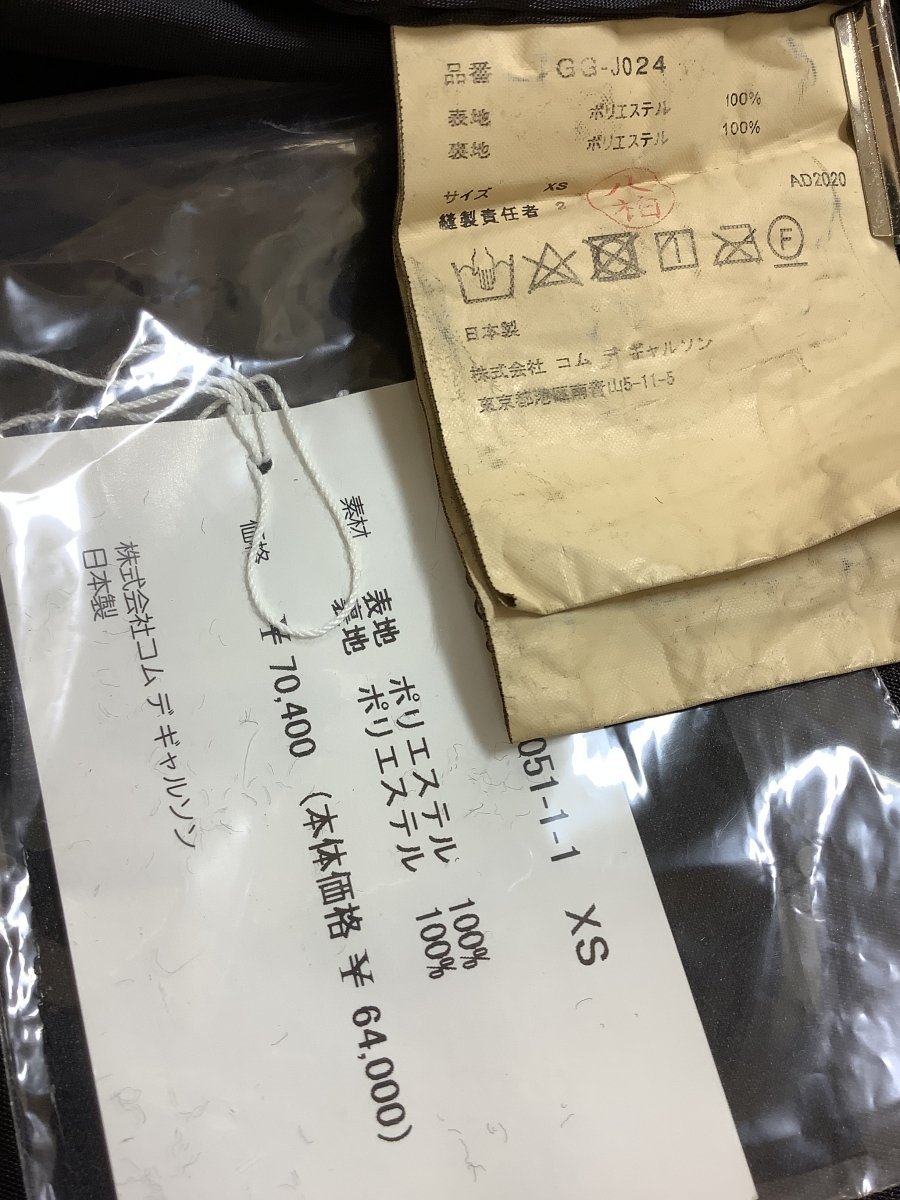 品番 GG-J024
表地 ポリエステル 100%
裏地 ポリエステル 100%
サイズ XS
縫製責任者 2
AD2020
F
日本製
株式会社 コム デ ギャルソン
東京都港区南青山5-11-5
051-1-1 XS
素材 表地 ポリエステル 100%
裏地 ポリエステル 100%
価格 ¥ 70,400 (本体価格 ¥ 64,000)
株式会社コム デ ギャルソン
日本製